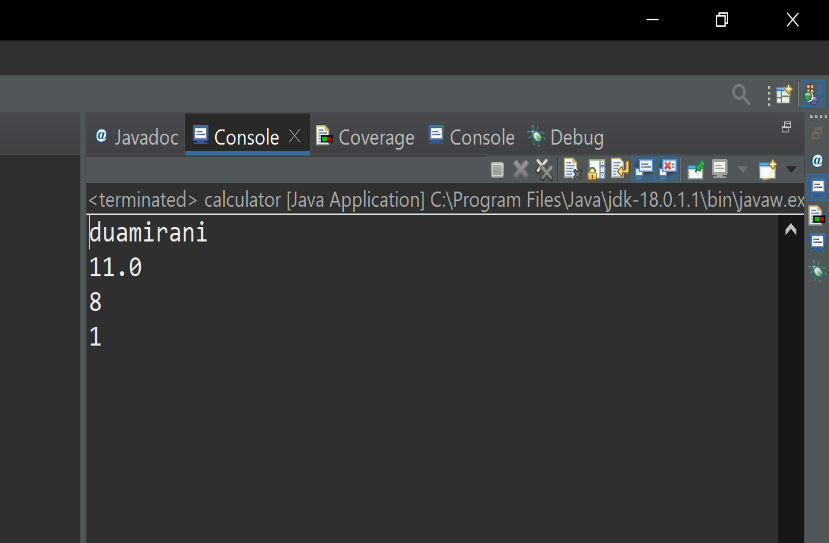 Javadoc Console Coverage Console Debug
<terminated> calculator [Java Application] C:\Program Files\Java\jdk-18.0.1.1\bin\javaw.ex
duamirani
11.0
8
1